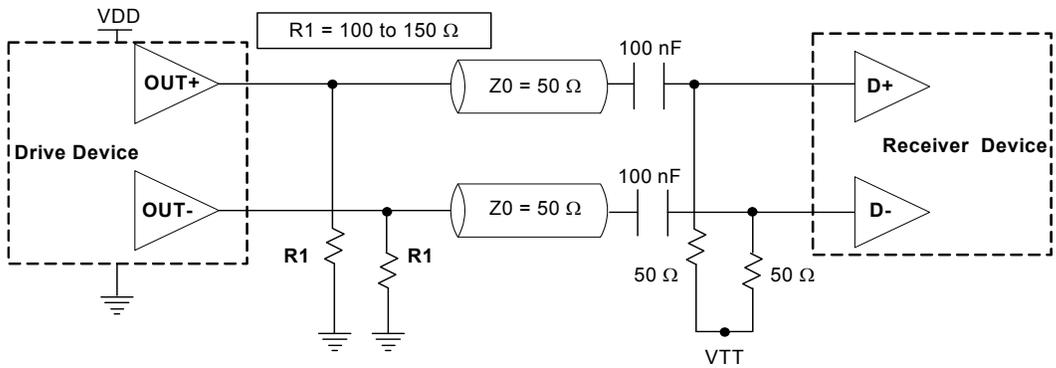 VDD
R1 = 100 to 150 Ω
100 nF
OUT+
Z0 = 50 Ω
D+
Drive Device
Receiver Device
100 nF
OUT-
Z0 = 50 Ω
D-
R1
R1
50 Ω
50 Ω
VTT